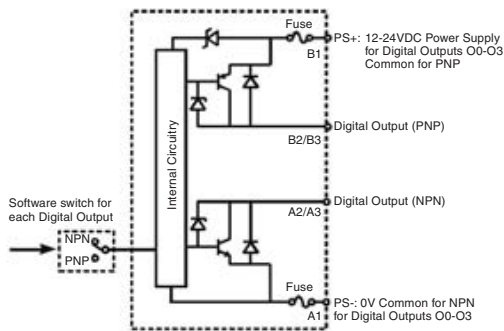 Fuse
B1
PS+: 12-24VDC Power Supply
for Digital Outputs O0-O3
Common for PNP
Internal Circuitry
B2/B3
Digital Output (PNP)
Digital Output (NPN)
A2/A3
Software switch for
each Digital Output
NPN
PNP
Fuse
A1
PS-: 0V Common for NPN
for Digital Outputs O0-O3